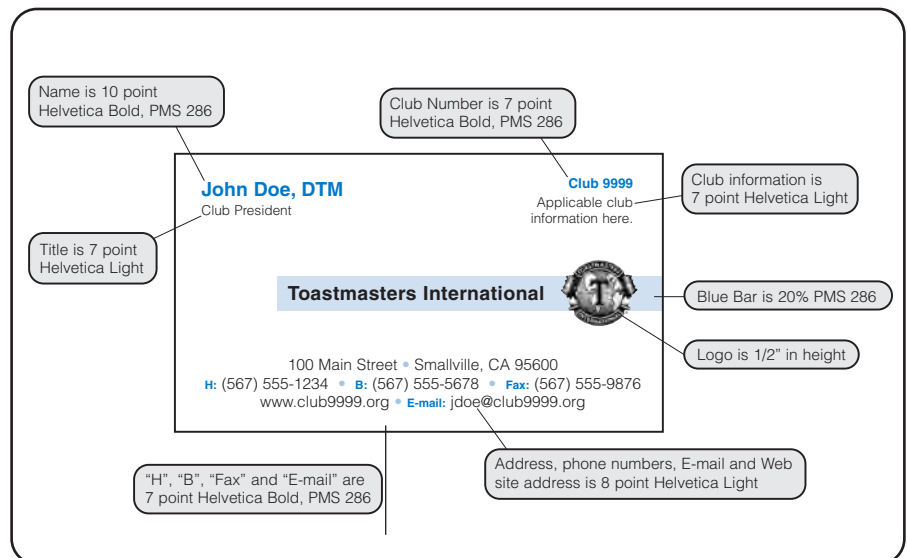 Name is 10 point
Helvetica Bold, PMS 286
Club Number is 7 point
Helvetica Bold, PMS 286
John Doe, DTM
Club President
Club 9999
Applicable club
information here.
Club information is
7 point Helvetica Light
Title is 7 point
Helvetica Light
Toastmasters International
T
Blue Bar is 20% PMS 286
Logo is 1/2” in height
100 Main Street • Smallville, CA 95600
H: (567) 555-1234 • B: (567) 555-5678 • Fax: (567) 555-9876
www.club9999.org • E-mail: jdoe@club9999.org
“H”, “B”, “Fax” and “E-mail” are
7 point Helvetica Bold, PMS 286
Address, phone numbers, E-mail and Web
site address is 8 point Helvetica Light